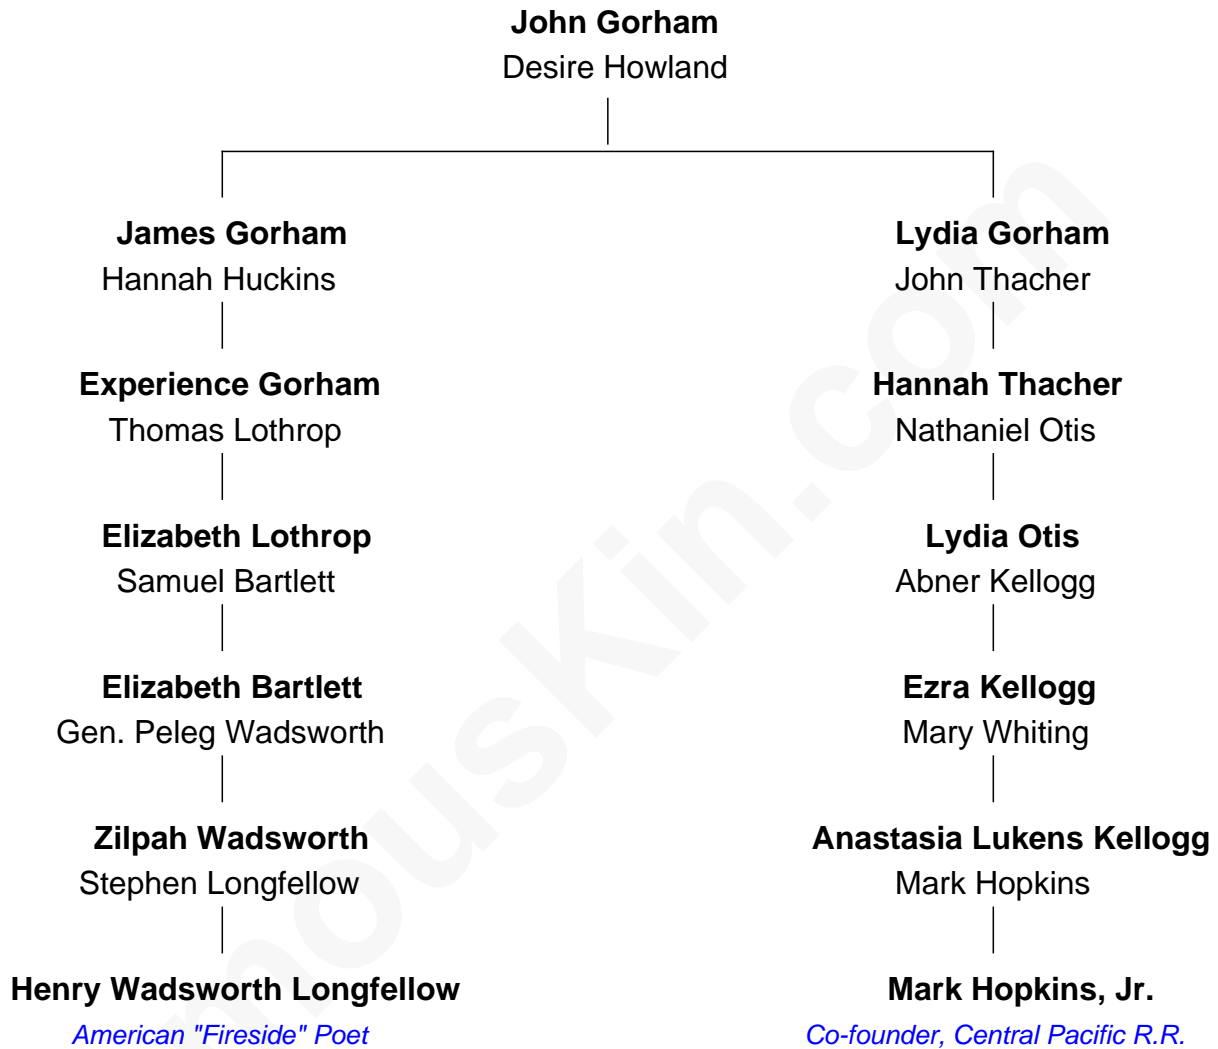 John Gorham
Desire Howland
James Gorham
Hannah Huckins
Lydia Gorham
John Thacher
Experience Gorham
Thomas Lothrop
Hannah Thacher
Nathaniel Otis
Elizabeth Lothrop
Samuel Bartlett
Lydia Otis
Abner Kellogg
Elizabeth Bartlett
Gen. Peleg Wadsworth
Ezra Kellogg
Mary Whiting
Zilpah Wadsworth
Stephen Longfellow
Anastasia Lukens Kellogg
Mark Hopkins
Henry Wadsworth Longfellow
American "Fireside" Poet
Mark Hopkins, Jr.
Co-founder, Central Pacific R.R.
mousKin.com